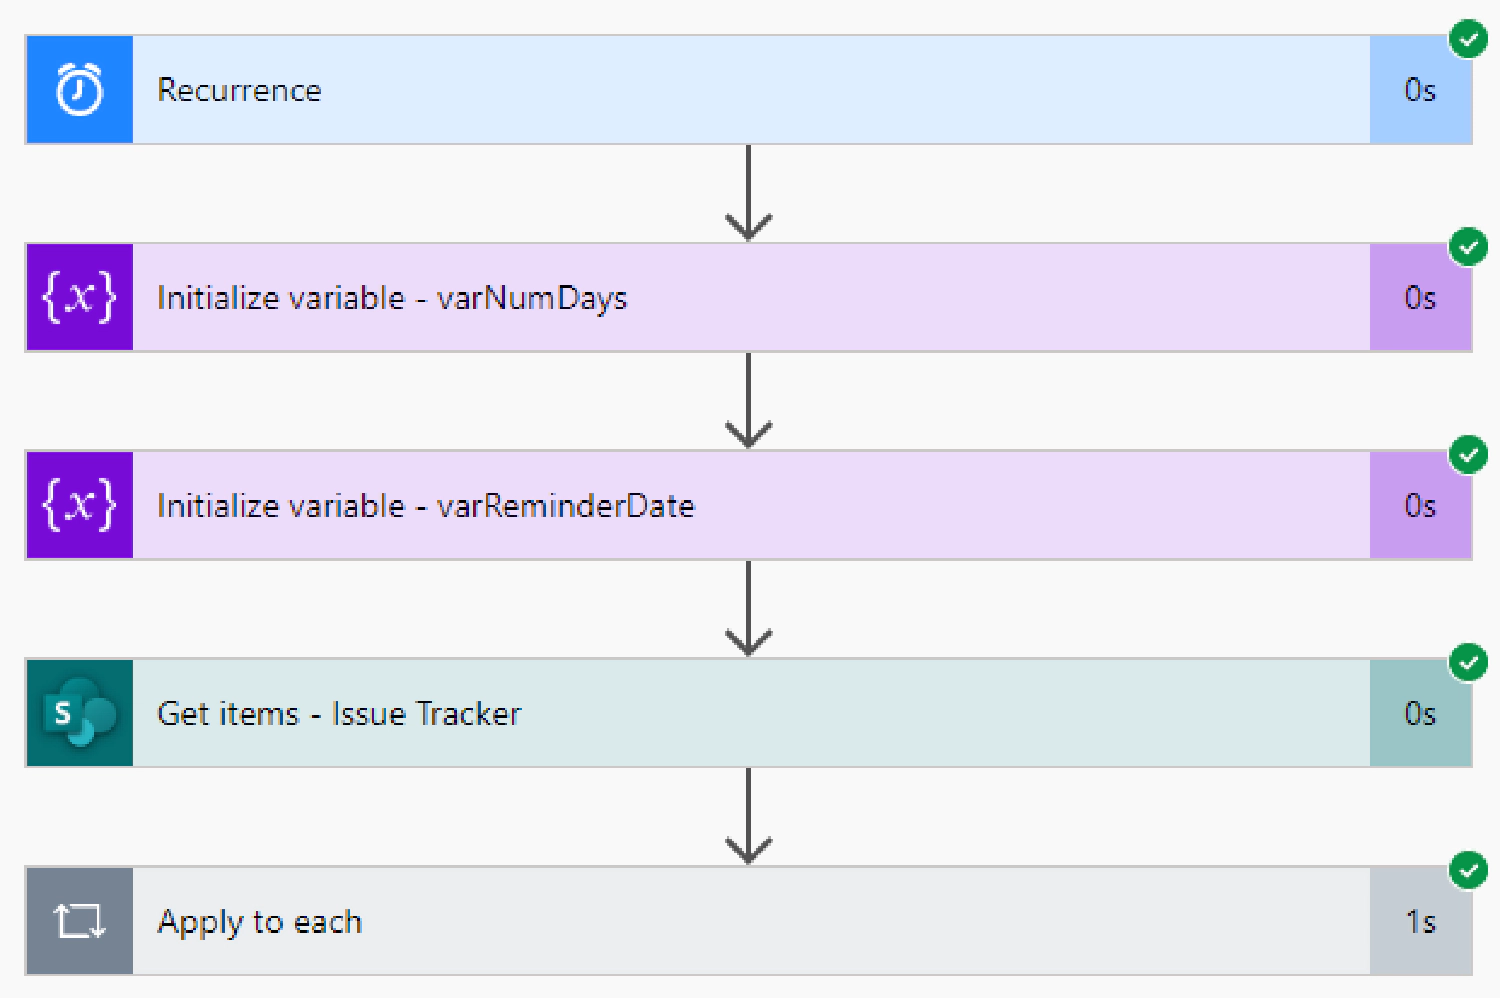 Recurrence
0s
{x}
Initialize variable - varNumDays
0s
{x}
Initialize variable - varReminderDate
0s
S
Get items - Issue Tracker
0s
Apply to each
1s